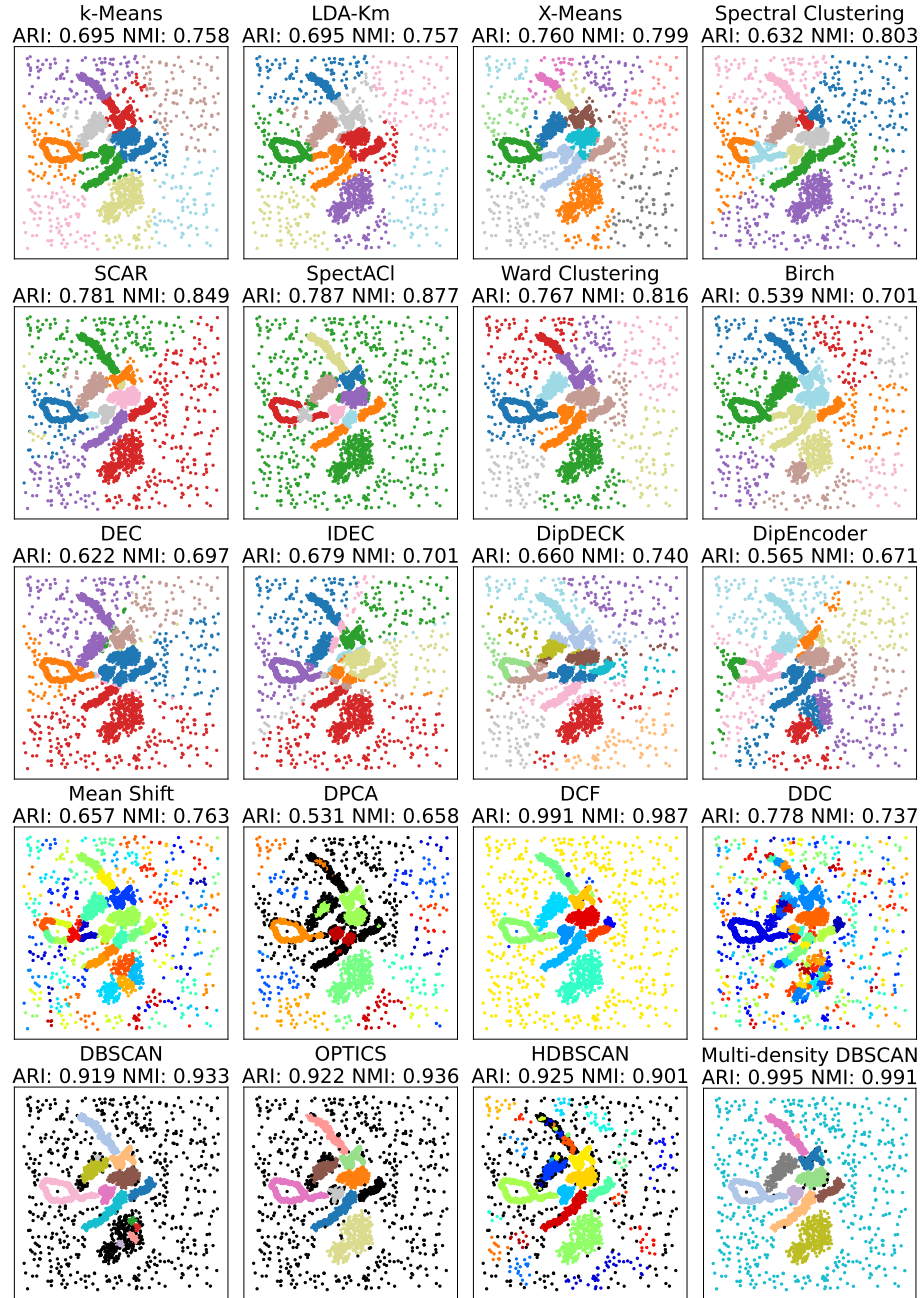 k-Means LDA-Km X-Means Spectral Clustering
ARI: 0.695 NMI: 0.758 ARI: 0.695 NMI: 0.757 ARI: 0.760 NMI: 0.799 ARI: 0.632 NMI: 0.803
SCAR SpectACl Ward Clustering Birch
ARI: 0.781 NMI: 0.849 ARI: 0.787 NMI: 0.877 ARI: 0.767 NMI: 0.816 ARI: 0.539 NMI: 0.701
DEC IDEC DipDECK DipEncoder
ARI: 0.622 NMI: 0.697 ARI: 0.679 NMI: 0.701 ARI: 0.660 NMI: 0.740 ARI: 0.565 NMI: 0.671
Mean Shift DPCA DCF DDC
ARI: 0.657 NMI: 0.763 ARI: 0.531 NMI: 0.658 ARI: 0.991 NMI: 0.987 ARI: 0.778 NMI: 0.737
DBSCAN OPTICS HDBSCAN Multi-density DBSCAN
ARI: 0.919 NMI: 0.933 ARI: 0.922 NMI: 0.936 ARI: 0.925 NMI: 0.901 ARI: 0.995 NMI: 0.991